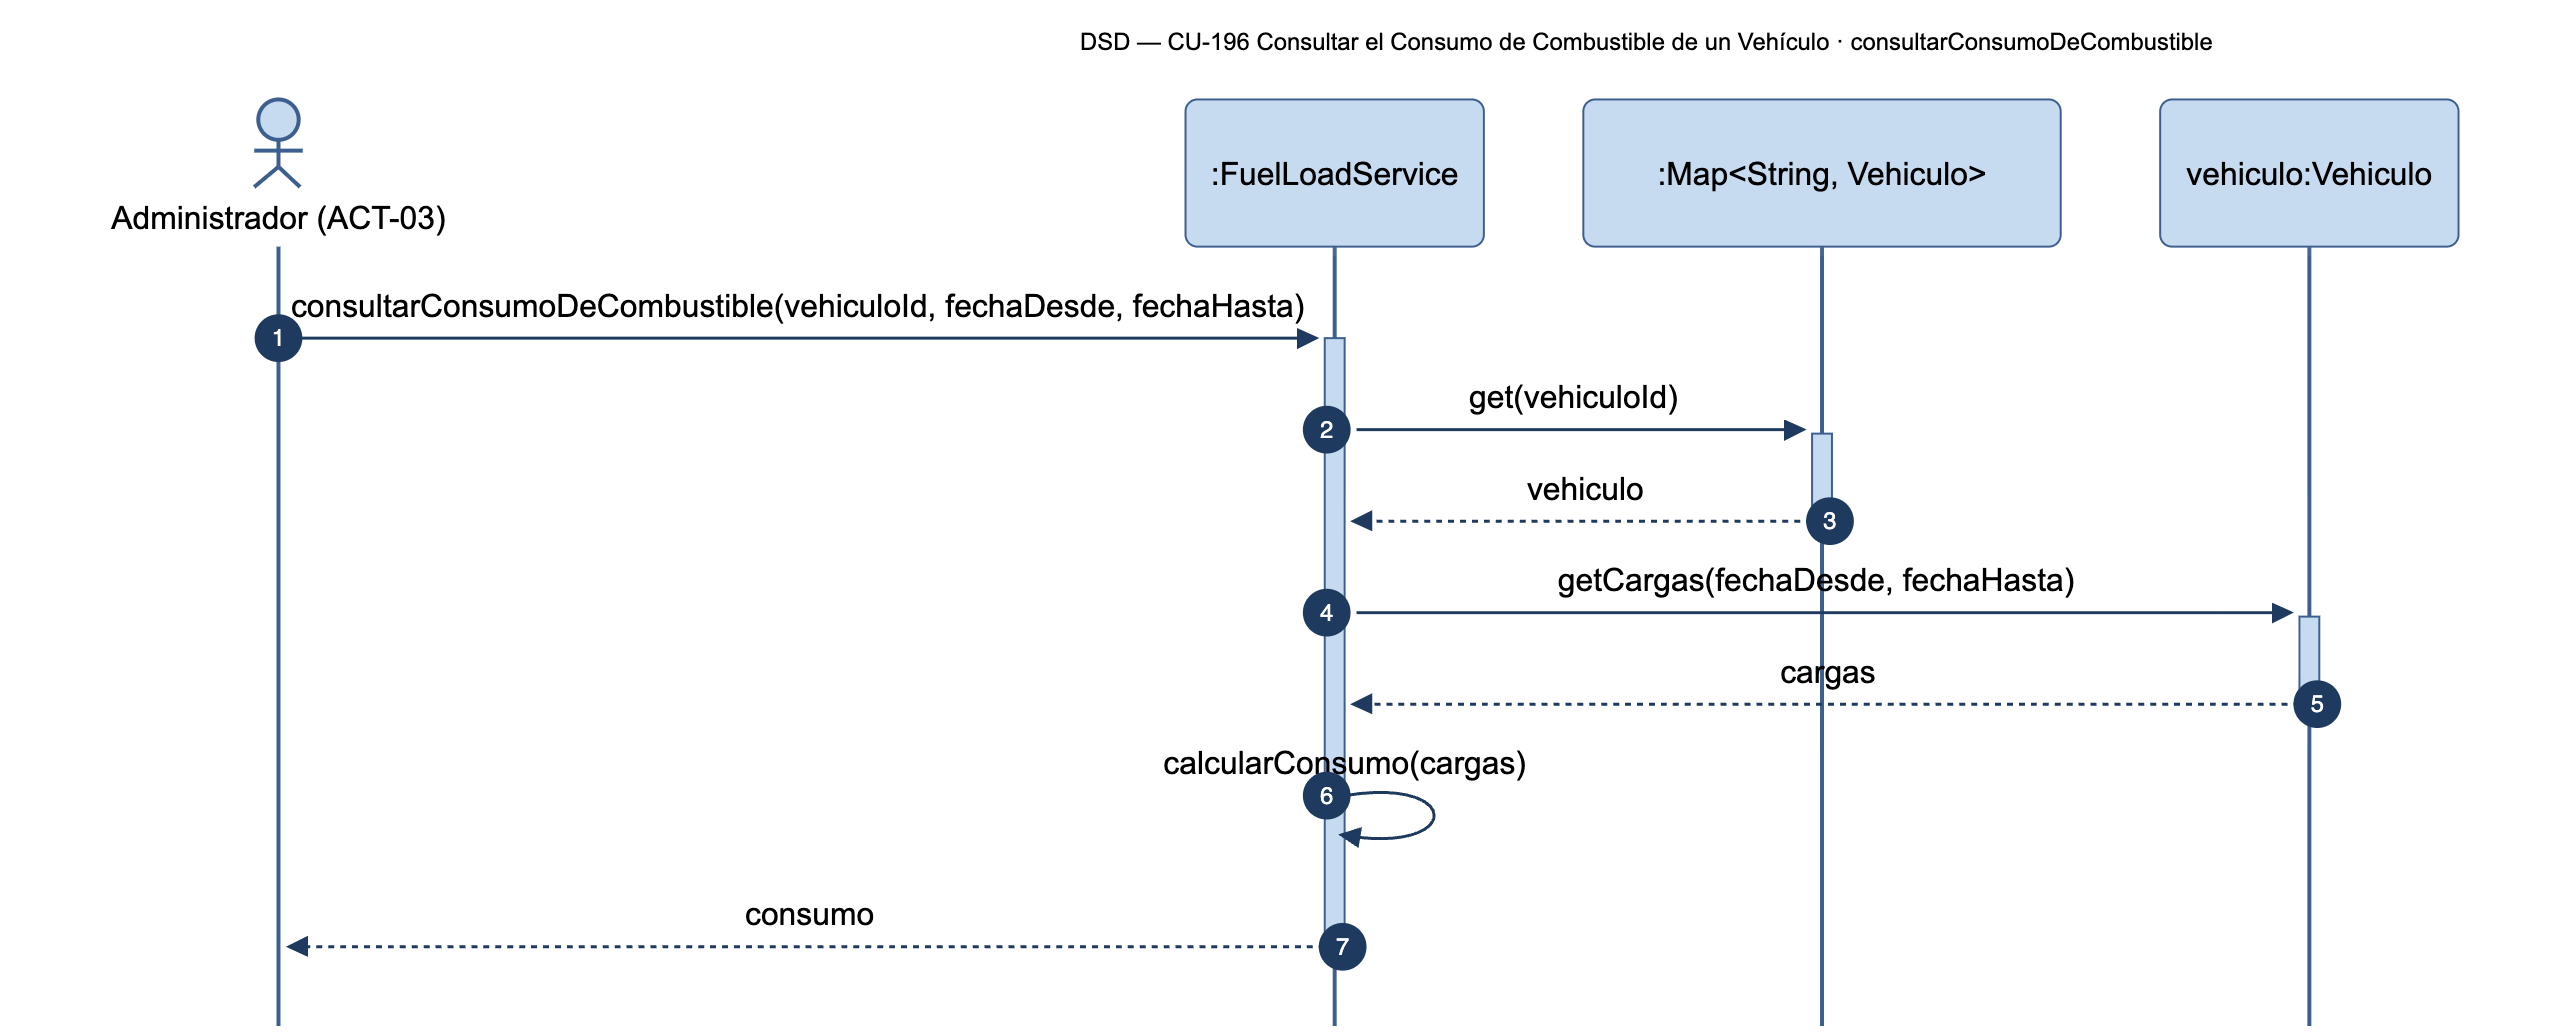 DSD — CU-196 Consultar el Consumo de Combustible de un Vehículo · consultarConsumoDeCombustible
Administrador (ACT-03)
:FuelLoadService
:Map<String, Vehiculo>
vehiculo:Vehiculo
consultarConsumoDeCombustible(vehiculoId, fechaDesde, fechaHasta)
1
get(vehiculoId)
2
vehiculo
3
getCargas(fechaDesde, fechaHasta)
4
cargas
5
calcularConsumo(cargas)
6
consumo
7